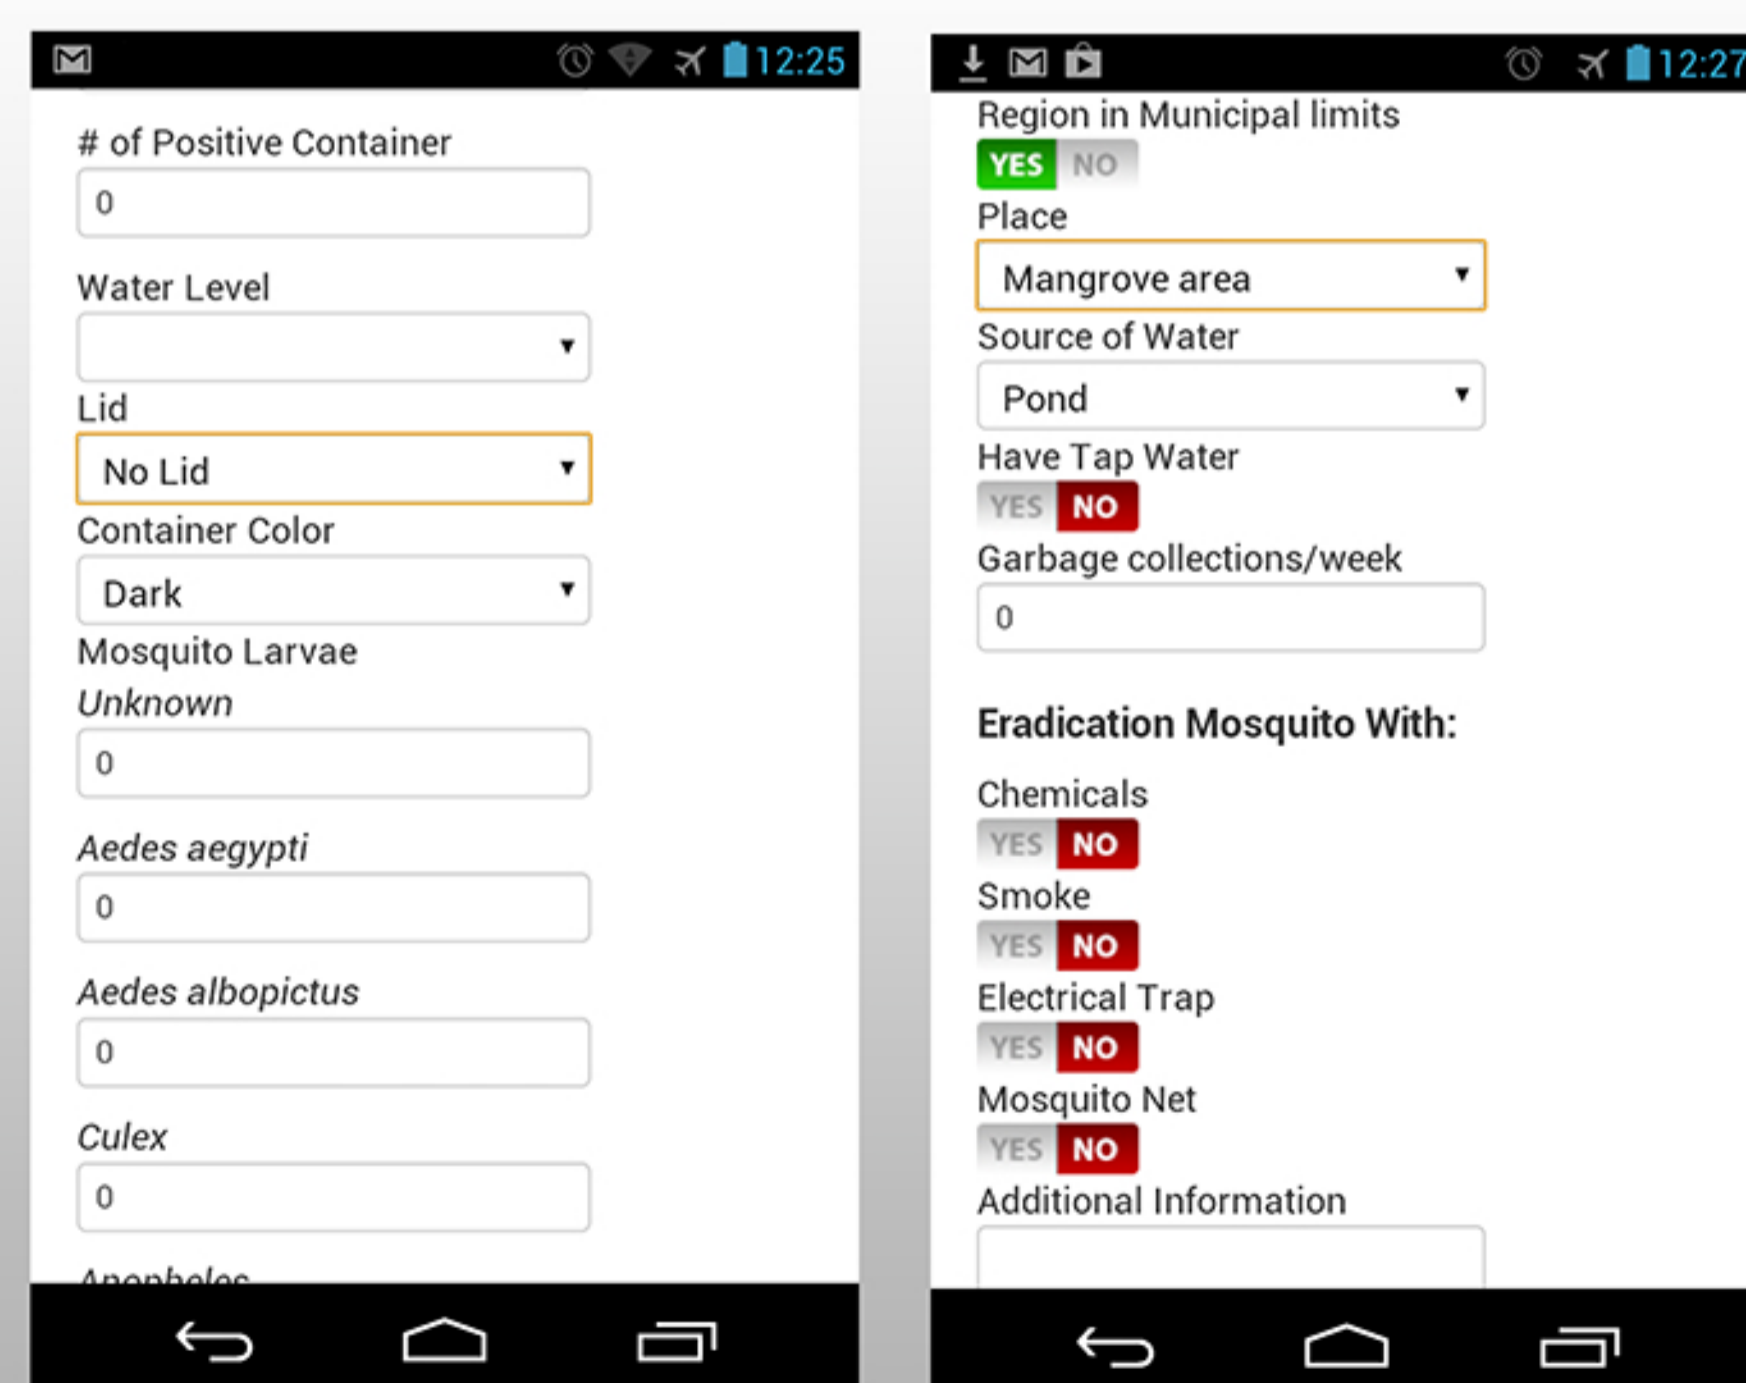 12:25
# of Positive Container
0
Water Level
Lid
No Lid
Container Color
Dark
Mosquito Larvae
Unknown
0
Aedes aegypti
0
Aedes albopictus
0
Culex
0
Anopheles
12:27
Region in Municipal limits
YES NO
Place
Mangrove area
Source of Water
Pond
Have Tap Water
YES NO
Garbage collections/week
0
Eradication Mosquito With:
Chemicals
YES NO
Smoke
YES NO
Electrical Trap
YES NO
Mosquito Net
YES NO
Additional Information